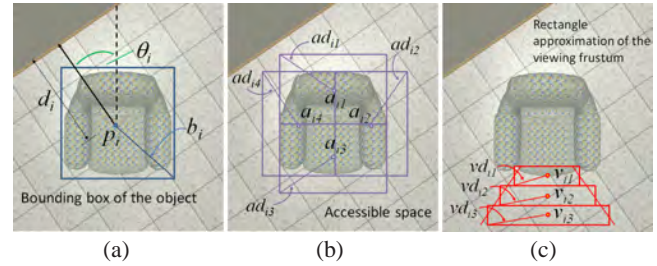 θi
di
pi
bi
Bounding box of the object
(a)
adi1
adi2
adi4
ai1
ai4
ai2
ai3
adi3
Accessible space
(b)
Rectangle
approximation of the
viewing frustum
vdi1
vi1
vdi2
vi2
vdi3
vi3
(c)